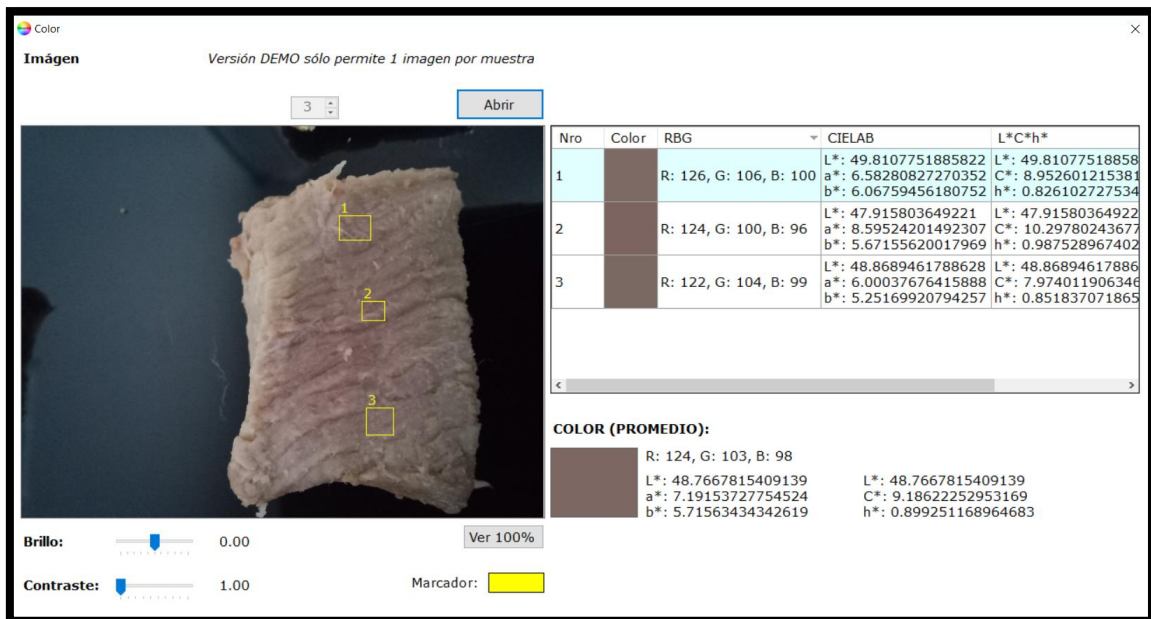 Color
Imágen
Versión DEMO sólo permite 1 imagen por muestra
3
Abrir
1
2
3
Nro Color RBG CIELAB L*C*h*
1 R: 126, G: 106, B: 100
L*: 49.8107751885822 L*: 49.81077518858
a*: 6.58280827270352 C*: 8.952601215381
b*: 6.06759456180752 h*: 0.826102727534
2 R: 124, G: 100, B: 96
L*: 47.915803649221 L*: 47.91580364922
a*: 8.59524201492307 C*: 10.29780243677
b*: 5.67155620017969 h*: 0.987528967402
3 R: 122, G: 104, B: 99
L*: 48.8689461788628 L*: 48.86894617886
a*: 6.00037676415888 C*: 7.974011906346
b*: 5.25169920794257 h*: 0.851837071865
COLOR (PROMEDIO):
R: 124, G: 103, B: 98
L*: 48.7667815409139 L*: 48.7667815409139
a*: 7.19153727754524 C*: 9.18622252953169
b*: 5.71563434342619 h*: 0.899251168964683
Brillo: 0.00
Ver 100%
Contraste: 1.00
Marcador: